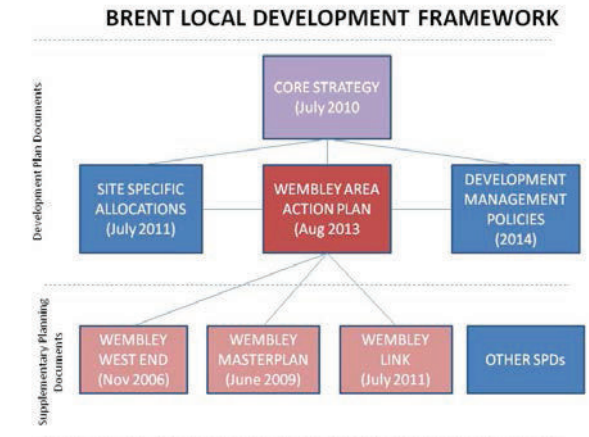 BRENT LOCAL DEVELOPMENT FRAMEWORK
Development Plan Documents
CORE STRATEGY
(July 2010
SITE SPECIFIC
ALLOCATIONS
(July 2011)
WEMBLEY AREA
ACTION PLAN
(Aug 2013
DEVELOPMENT
MANAGEMENT
POLICIES
(2014)
Supplementary Planning
Documents
WEMBLEY
WEST END
(Nov 2006)
WEMBLEY
MASTERPLAN
(June 2009)
WEMBLEY
LINK
(July 2011)
OTHER SPDs